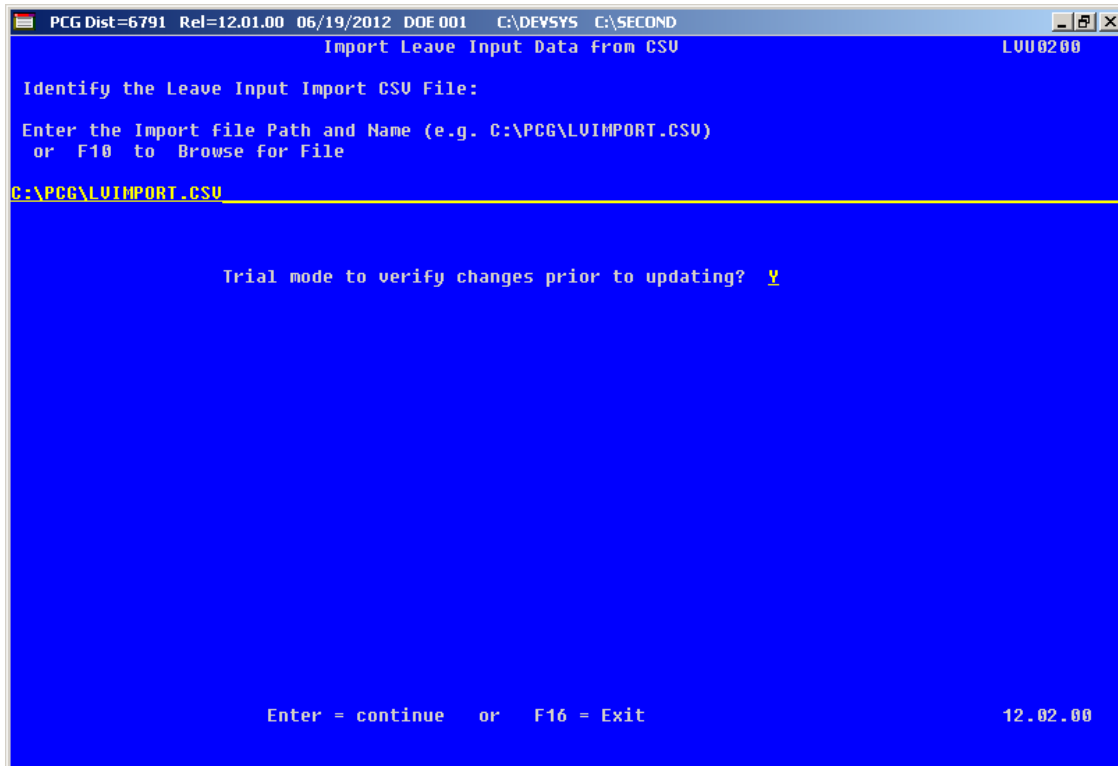 PCG Dist=6791 Rel=12.01.00 06/19/2012 DOE 001 C:\DEVSYS C:\SECOND
Import Leave Input Data from CSV LVU0200
Identify the Leave Input Import CSV File:
Enter the Import file Path and Name (e.g. C:\PCG\LVIMPORT.CSV)
or F10 to Browse for File
C:\PCG\LVIMPORT.CSV
Trial mode to verify changes prior to updating? Y
Enter = continue or F16 = Exit 12.02.00